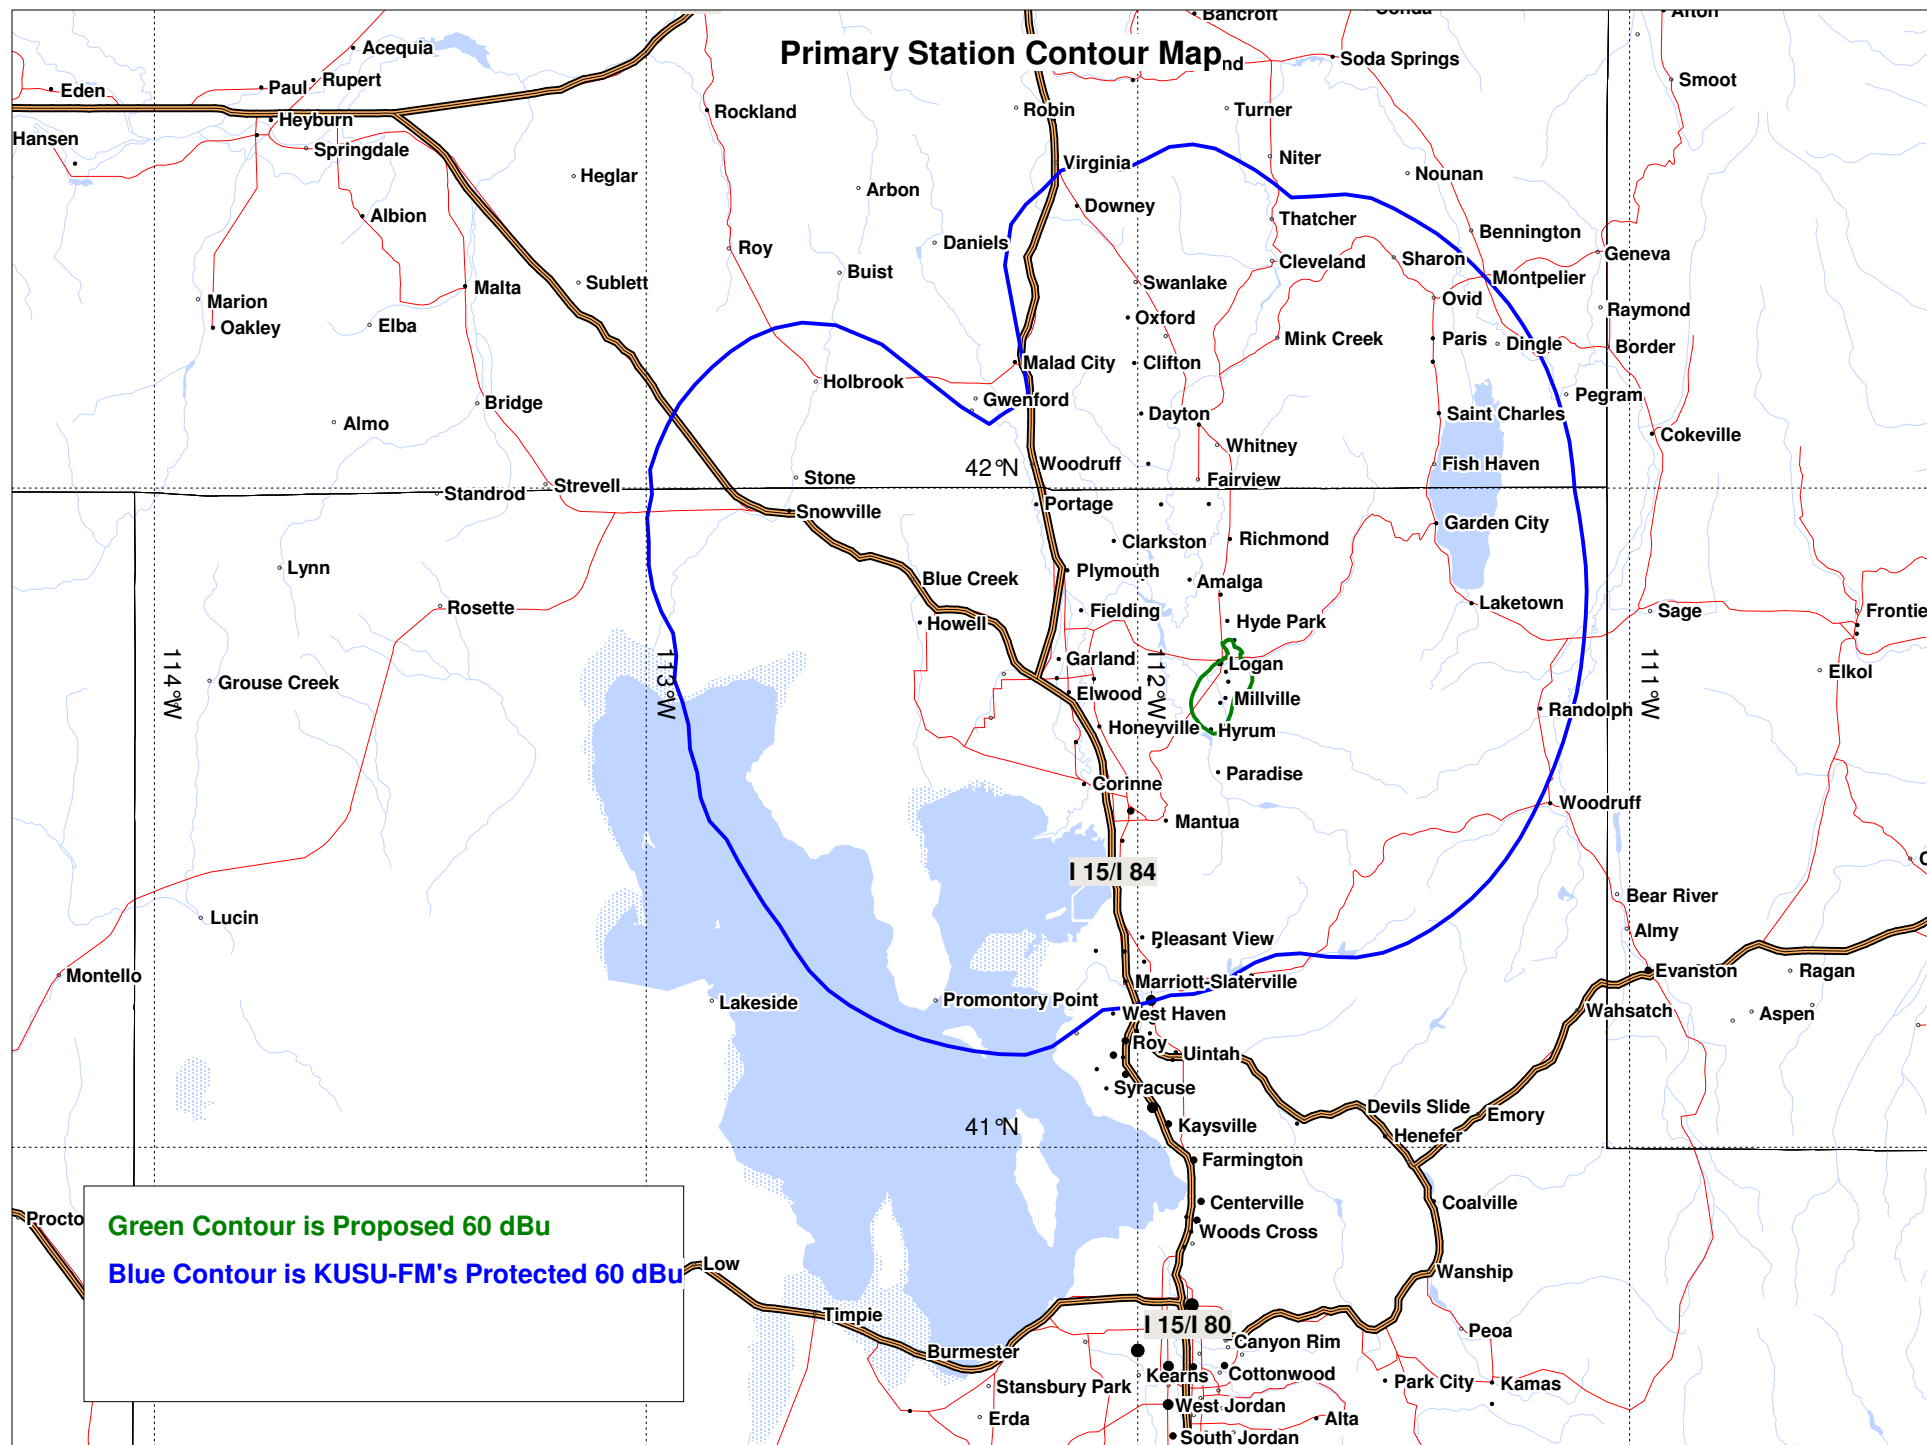 Bancroft
Conda
Afton
Primary Station Contour Map
nd
Acequia
Soda Springs
Eden
Paul
Rupert
Smoot
Rockland
Robin
Turner
Heyburn
Hansen
Springdale
Virginia
Niter
Heglar
Arbon
Nounan
Albion
Downey
Thatcher
Bennington
Daniels
Roy
Geneva
Buist
Cleveland
Sharon
Malta
Sublett
Swanlake
Montpelier
Marion
Ovid
Raymond
Oakley
Elba
Oxford
Mink Creek
Paris
Dingle
Border
Malad City
Clifton
Holbrook
Gwenford
Pegram
Bridge
Dayton
Saint Charles
Almo
Whitney
Cokeville
42°N
Woodruff
Fish Haven
Stone
Fairview
Strevell
Standrod
Portage
Snowville
Garden City
Clarkston
Richmond
Lynn
Blue Creek
Plymouth
Amalga
Rosette
Fielding
Laketown
Sage
Frontie
Howell
Hyde Park
Garland
Logan
Elkol
114°W
113°W
112°W
111°W
Grouse Creek
Elwood
Millville
Randolph
Honeyville
Hyrum
Paradise
Corinne
Woodruff
Mantua
I 15/I 84
C
Bear River
Lucin
Pleasant View
Almy
Montello
Evanston
Ragan
Marriott-Slaterville
Lakeside
Promontory Point
West Haven
Wahsatch
Aspen
Roy
Uintah
Syracuse
Devils Slide
Emory
41°N
Kaysville
Henefer
Farmington
Centerville
Coalville
Procto
Green Contour is Proposed 60 dBu
Woods Cross
Low
Blue Contour is KUSU-FM's Protected 60 dBu
Wanship
Timpie
I 15/I 80
Peoa
Canyon Rim
Burmester
Kearns
Cottonwood
Stansbury Park
Park City
Kamas
West Jordan
Erda
Alta
South Jordan